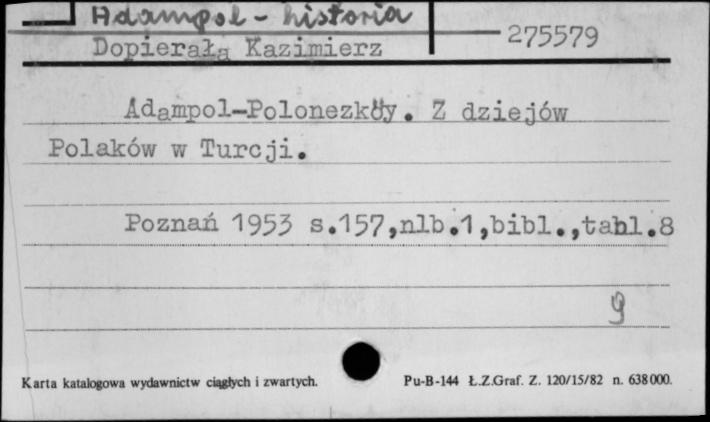 Adampol - historia
Dopierała Kazimierz 275579
Adampol-Polonezköy. Z dziejów
Polaków w Turcji.
Poznań 1953 s.157,nlb.1,bibl.,tabl.8
9
Karta katalogowa wydawnictw ciągłych i zwartych. Pu-B-144 Ł.Z.Graf. Z. 120/15/82 n. 638000.